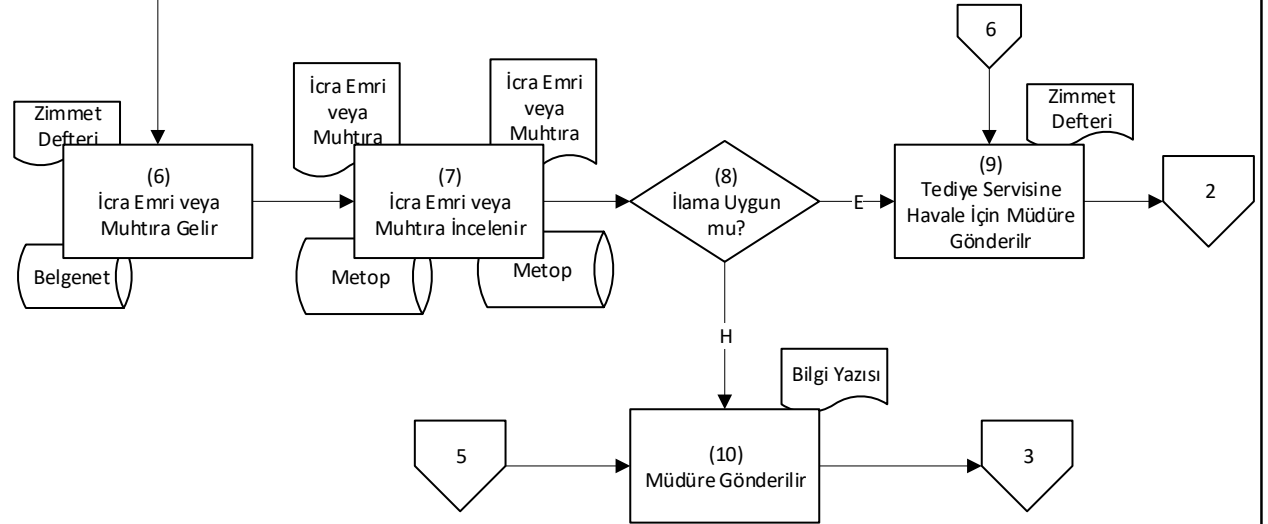 Zimmet
Defteri
(6)
İcra Emri veya
Muhtıra Gelir
Belgenet
İcra Emri
veya
Muhtıra
(7)
İcra Emri veya
Muhtıra İncelenir
Metop
İcra Emri
veya
Muhtıra
Metop
(8)
İlama Uygun
mu?
E
H
6
Zimmet
Defteri
(9)
Tediye Servisine
Havale İçin Müdüre
Gönderilr
2
Bilgi Yazısı
5
(10)
Müdüre Gönderilir
3